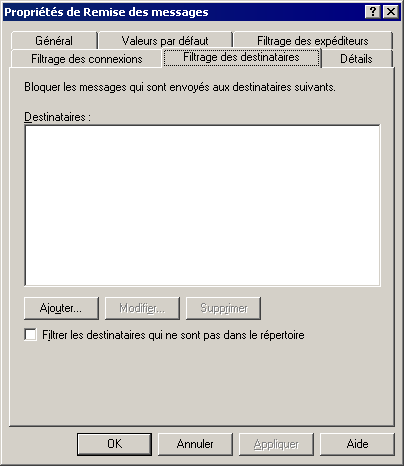 Propriétés de Remise des messages
Général Valeurs par défaut Filtrage des expéditeurs
Filtrage des connexions Filtrage des destinataires Détails
Bloquer les messages qui sont envoyés aux destinataires suivants.
Destinataires :
Ajouter... Modifier... Supprimer
Filtrer les destinataires qui ne sont pas dans le répertoire
OK Annuler Appliquer Aide